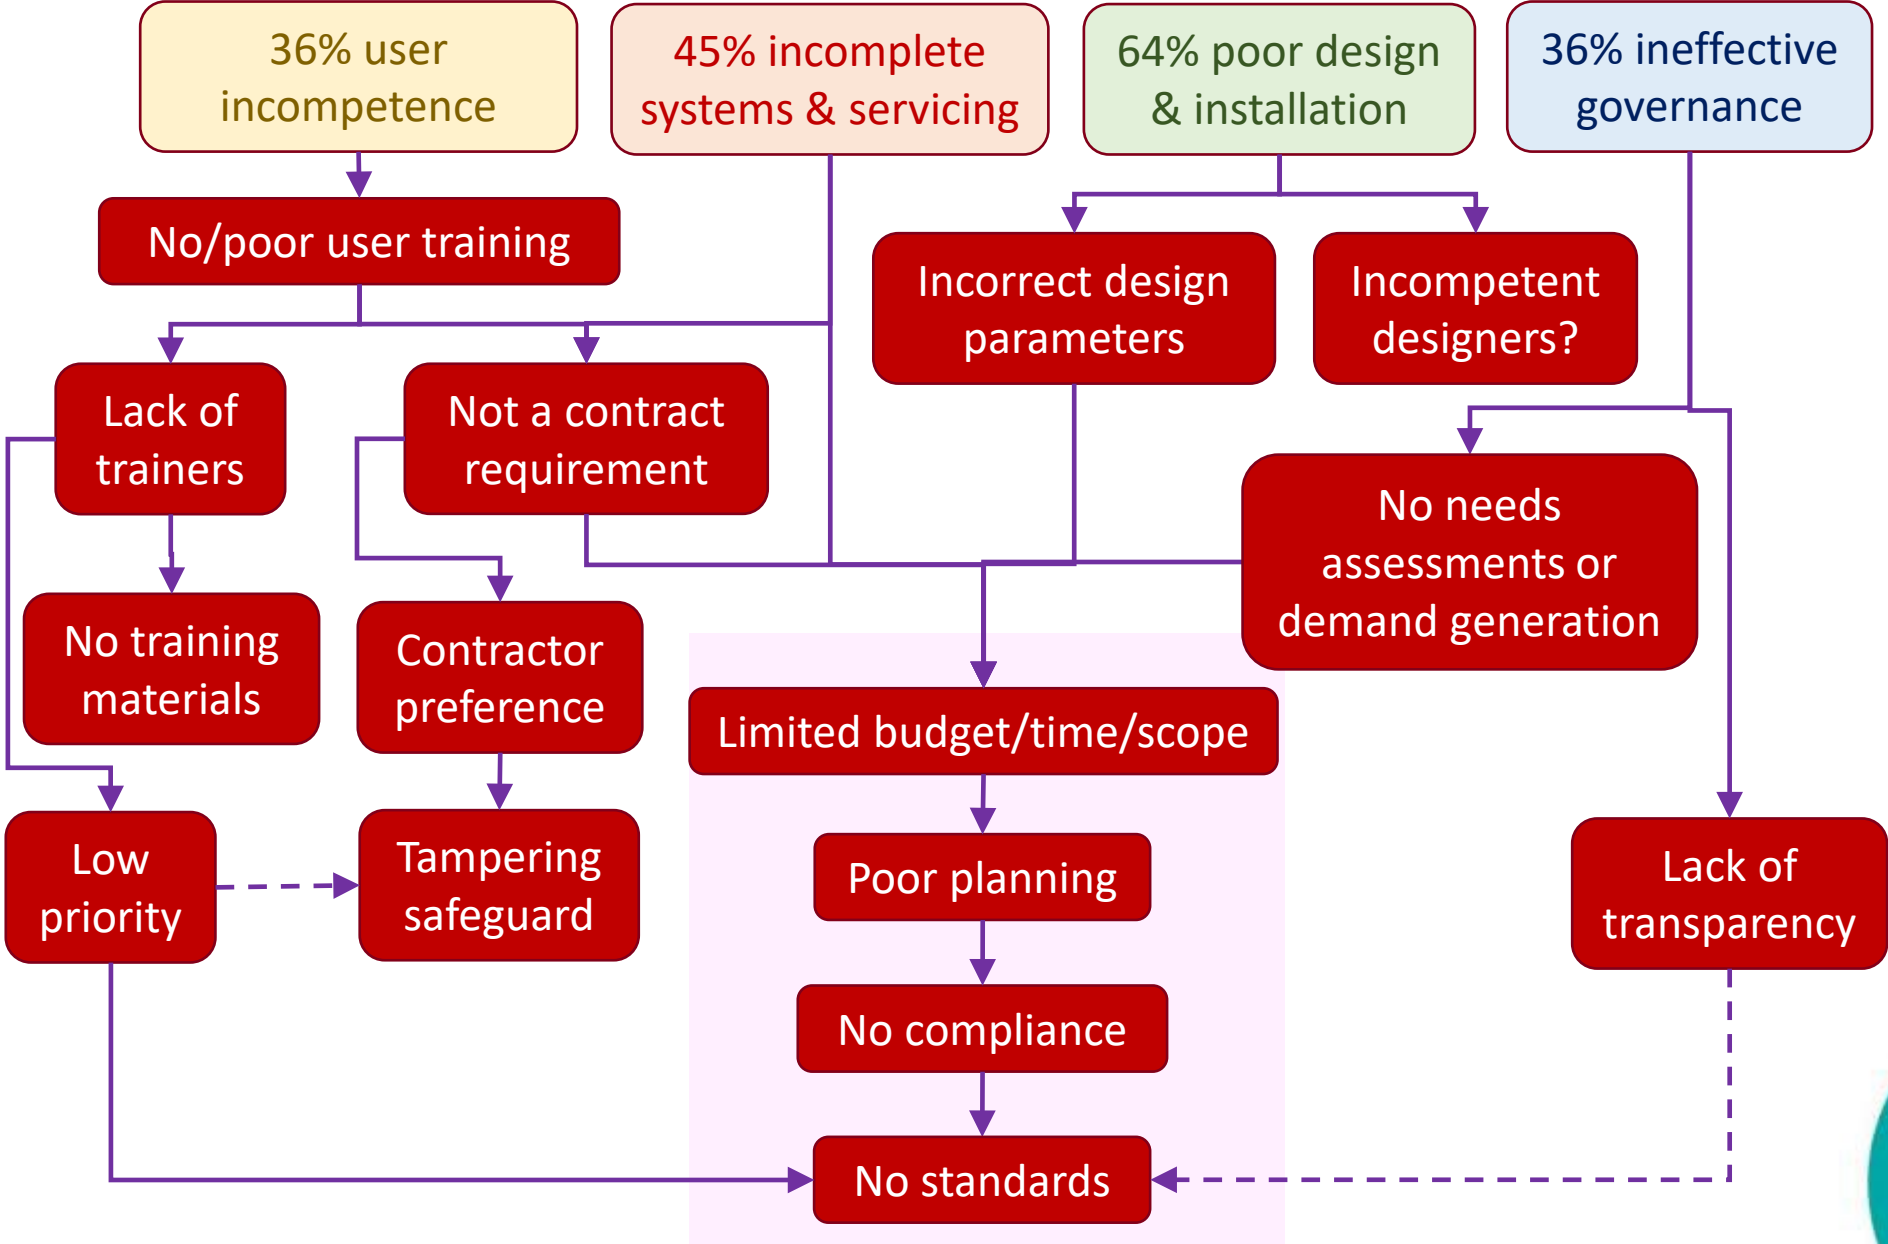 36% user
incompetence
45% incomplete
systems & servicing
64% poor design
& installation
36% ineffective
governance
No/poor user training
Incorrect design
parameters
Incompetent
designers?
Lack of
trainers
Not a contract
requirement
No needs
assessments or
demand generation
No training
materials
Contractor
preference
Limited budget/time/scope
Low
priority
Tampering
safeguard
Poor planning
Lack of
transparency
No compliance
No standards